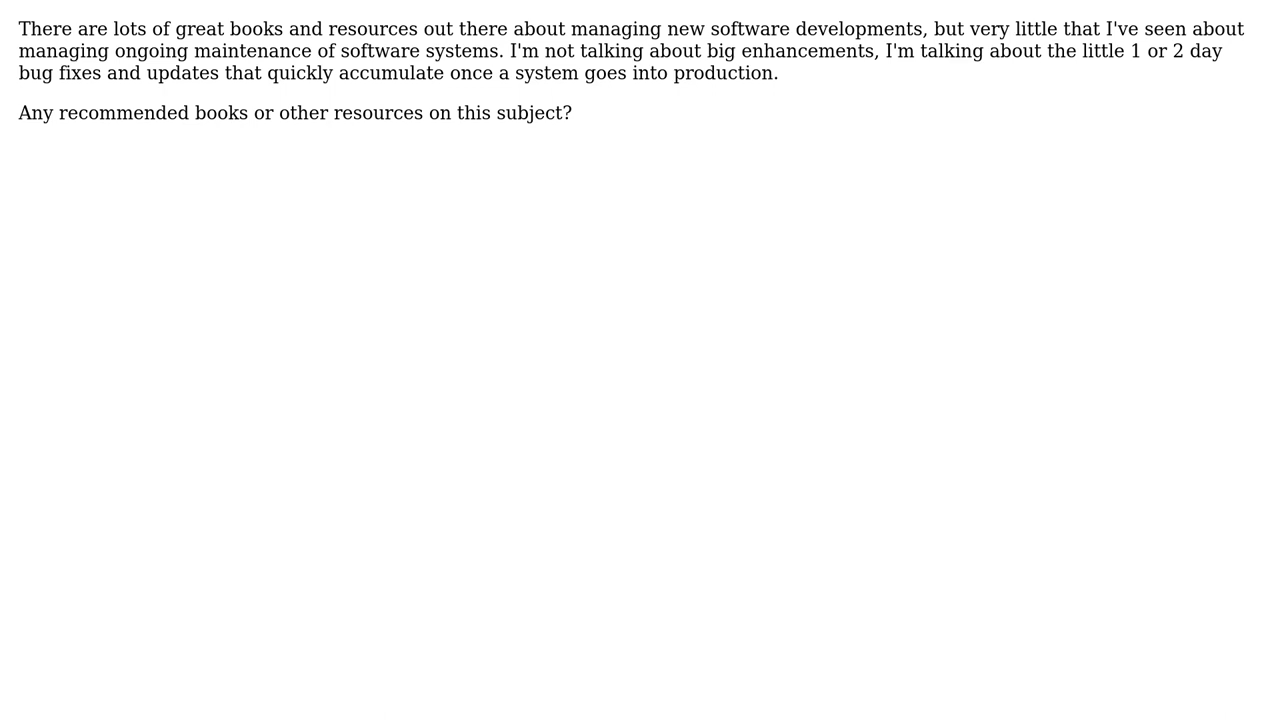 There are lots of great books and resources out there about managing new software developments, but very little that I've seen about
managing ongoing maintenance of software systems. I'm not talking about big enhancements, I'm talking about the little 1 or 2 day
bug fixes and updates that quickly accumulate once a system goes into production.
Any recommended books or other resources on this subject?